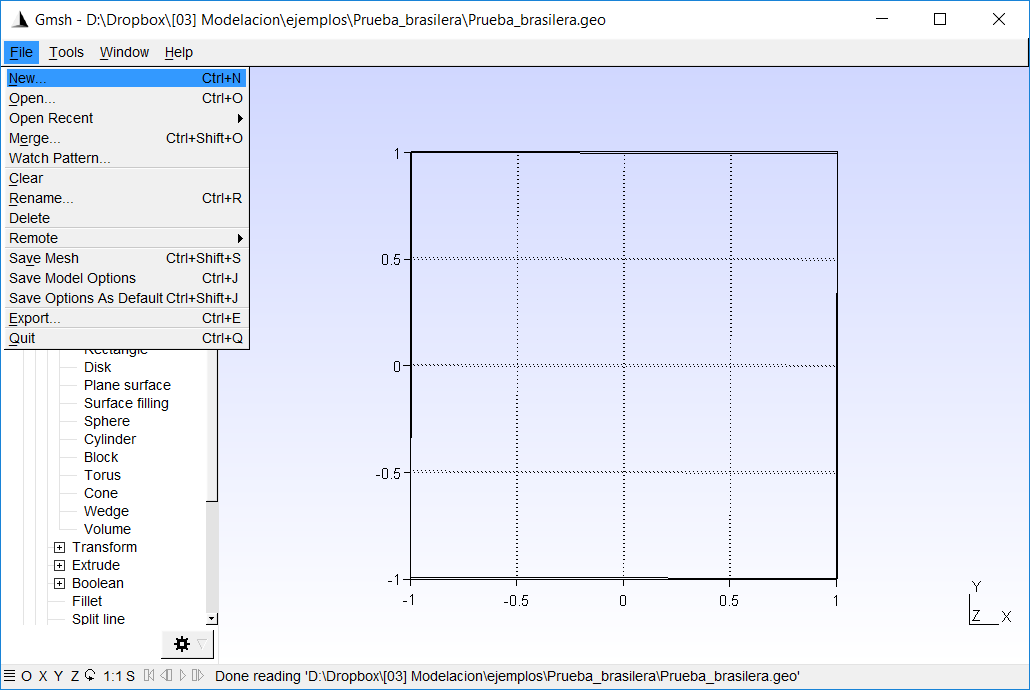 Gmsh - D:\Dropbox\[03] Modelacion\ejemplos\Prueba_brasilera\Prueba_brasilera.geo
File Tools Window Help
New... Ctrl+N
Open... Ctrl+O
Open Recent
Merge... Ctrl+Shift+O
Watch Pattern...
Clear
Rename... Ctrl+R
Delete
Remote
Save Mesh Ctrl+Shift+S
Save Model Options Ctrl+J
Save Options As Default Ctrl+Shift+J
Export... Ctrl+E
Quit Ctrl+Q
Rectangle
Disk
Plane surface
Surface filling
Sphere
Cylinder
Block
Torus
Cone
Wedge
Volume
Transform
Extrude
Boolean
Fillet
Split line
1
0.5
0
-0.5
-1
-1 -0.5 0 0.5 1
Y
Z X
O X Y Z 1:1 S Done reading 'D:\Dropbox\[03] Modelacion\ejemplos\Prueba_brasilera\Prueba_brasilera.geo'